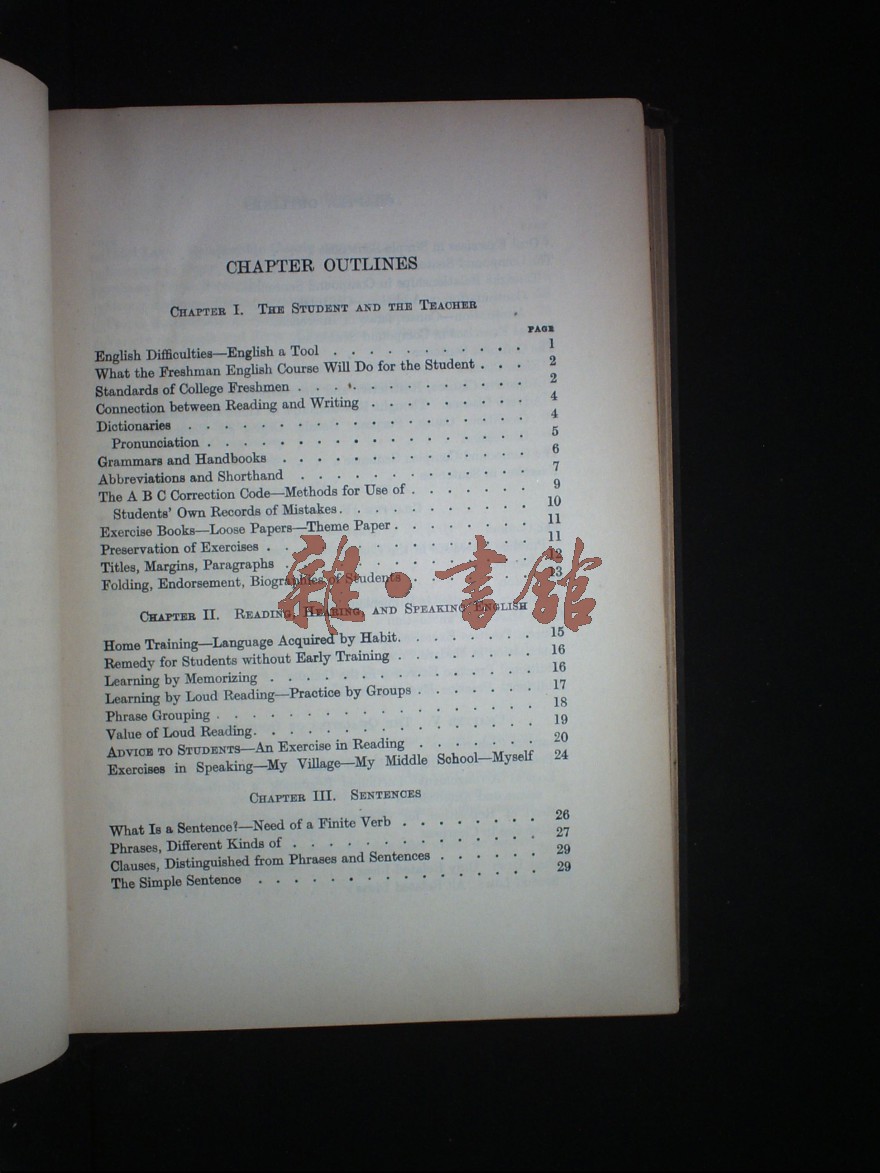 CHAPTER OUTLINES
CHAPTER I. THE STUDENT AND THE TEACHER
PAGE
English Difficulties—English a Tool . . . . . . . . . . . 1
What the Freshman English Course Will Do for the Student . . . 2
Standards of College Freshmen . . . . . . . . . . 2
Connection between Reading and Writing . . . . . . . . . 4
Dictionaries . . . . . . . . . . . . . . . . 4
Pronunciation . . . . . . . . . . . . . . . 5
Grammars and Handbooks . . . . . . . . . . . . 6
Abbreviations and Shorthand . . . . . . . . . . . 7
The A B C Correction Code—Methods for Use of . . . . . . . 9
Students' Own Records of Mistakes . . . . . . . . . . 10
Exercise Books—Loose Papers—Theme Paper . . . . . . . . 11
Preservation of Exercises . . . . . . . . . . . . 11
Titles, Margins, Paragraphs . . . . . . . . . . . 12
Folding, Endorsement, Biographies of Students . . . . . . . 13
雜·書館
CHAPTER II. READING, HEARING, AND SPEAKING ENGLISH
Home Training—Language Acquired by Habit . . . . . . . . 15
Remedy for Students without Early Training . . . . . . . . 16
Learning by Memorizing . . . . . . . . . . . . 16
Learning by Loud Reading—Practice by Groups . . . . . . . 17
Phrase Grouping . . . . . . . . . . . . . . . 18
Value of Loud Reading . . . . . . . . . . . . . 19
ADVICE TO STUDENTS—An Exercise in Reading . . . . . . . 20
Exercises in Speaking—My Village—My Middle School—Myself 24
CHAPTER III. SENTENCES
What Is a Sentence?—Need of a Finite Verb . . . . . . . . 26
Phrases, Different Kinds of . . . . . . . . . . . . 27
Clauses, Distinguished from Phrases and Sentences . . . . . . 29
The Simple Sentence . . . . . . . . . . . . . 29